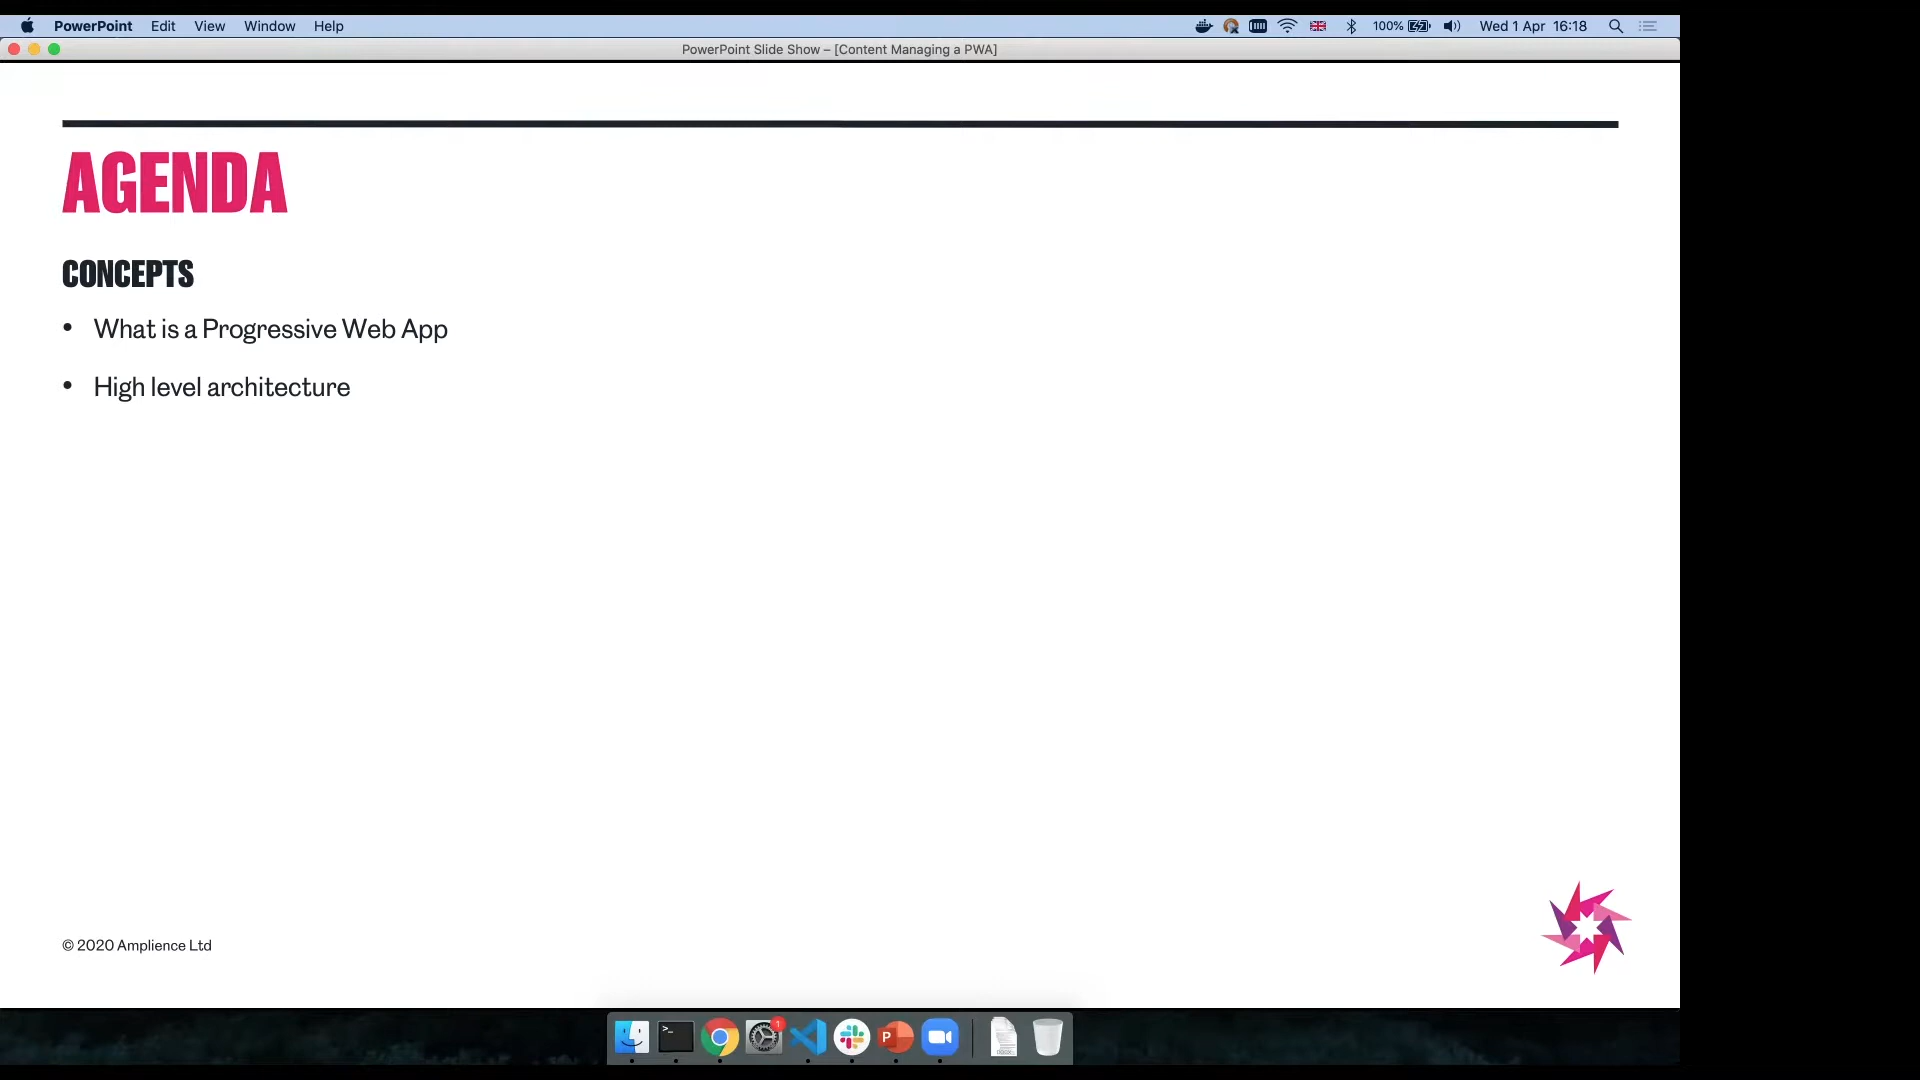 PowerPoint Edit View Window Help 100% Wed 1 Apr 16:18
PowerPoint Slide Show – [Content Managing a PWA]
AGENDA
CONCEPTS
• What is a Progressive Web App
• High level architecture
© 2020 Amplience Ltd
>_ 1 P